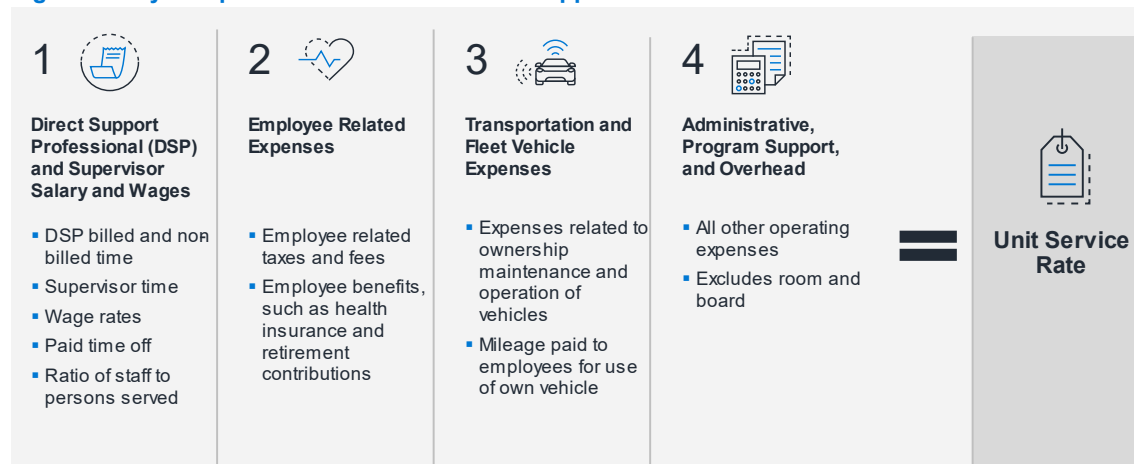 1
Direct Support
Professional (DSP)
and Supervisor
Salary and Wages
▪ DSP billed and non-
billed time
▪ Supervisor time
▪ Wage rates
▪ Paid time off
▪ Ratio of staff to
persons served
2
Employee Related
Expenses
▪ Employee related
taxes and fees
▪ Employee benefits,
such as health
insurance and
retirement
contributions
3
Transportation and
Fleet Vehicle
Expenses
▪ Expenses related to
ownership
maintenance and
operation of
vehicles
▪ Mileage paid to
employees for use
of own vehicle
4
Administrative,
Program Support,
and Overhead
▪ All other operating
expenses
▪ Excludes room and
board
=
Unit Service
Rate